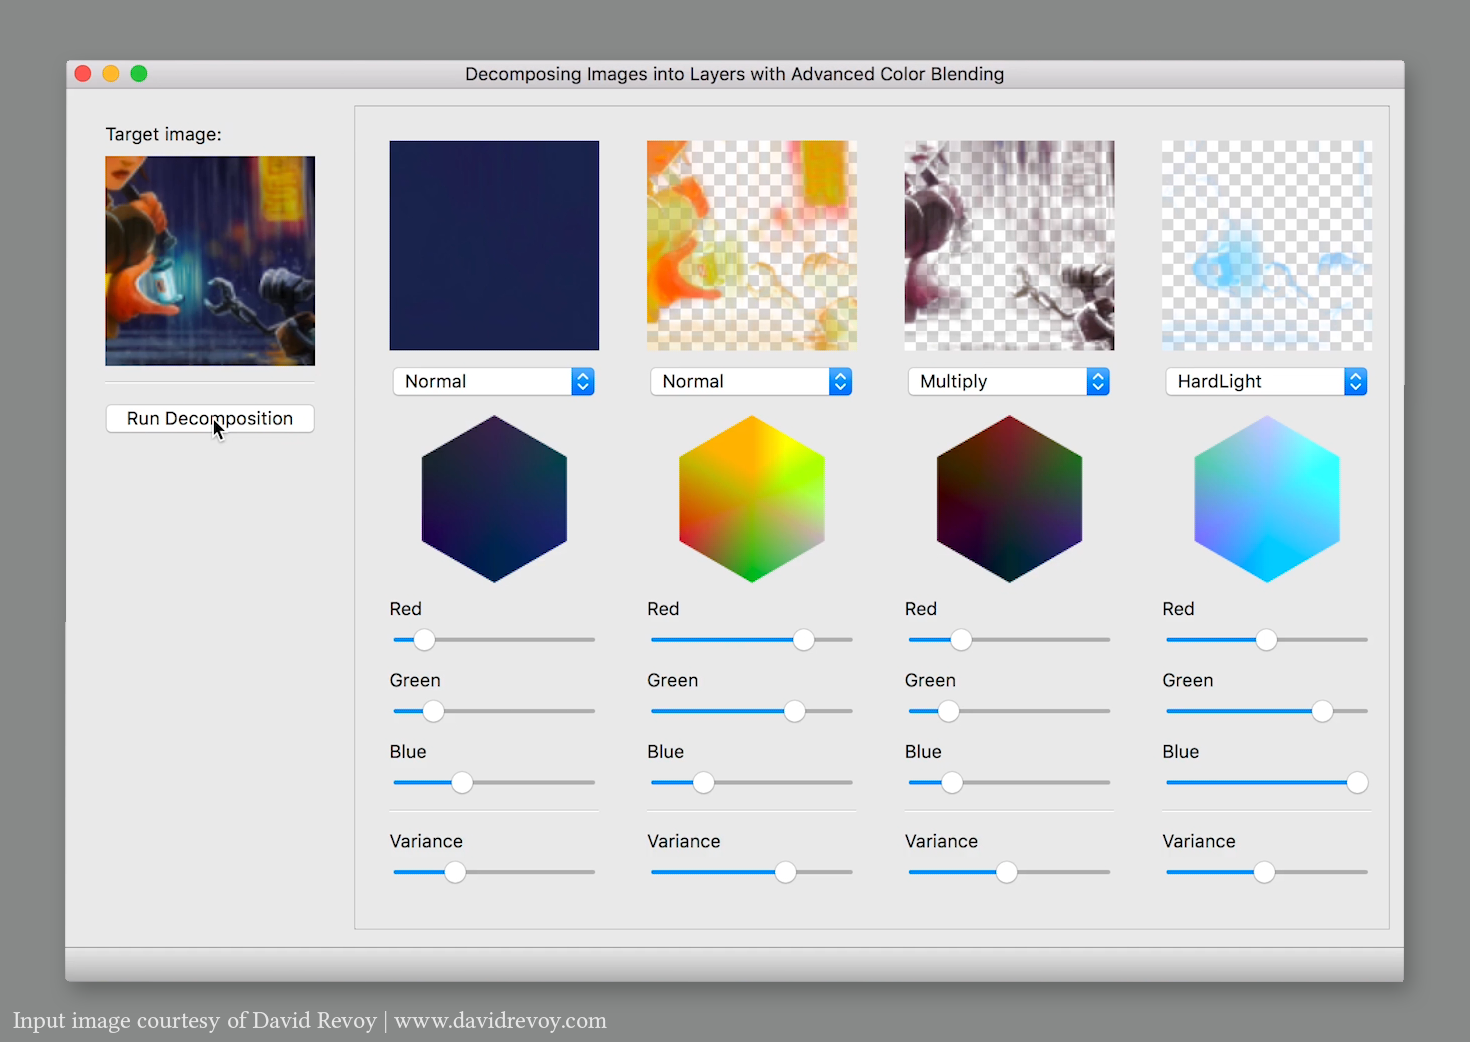 Decomposing Images into Layers with Advanced Color Blending
Target image:
Run Decomposition
Normal
Normal
Multiply
HardLight
Red
Red
Red
Red
Green
Green
Green
Green
Blue
Blue
Blue
Blue
Variance
Variance
Variance
Variance
Input image courtesy of David Revoy | www.davidrevoy.com